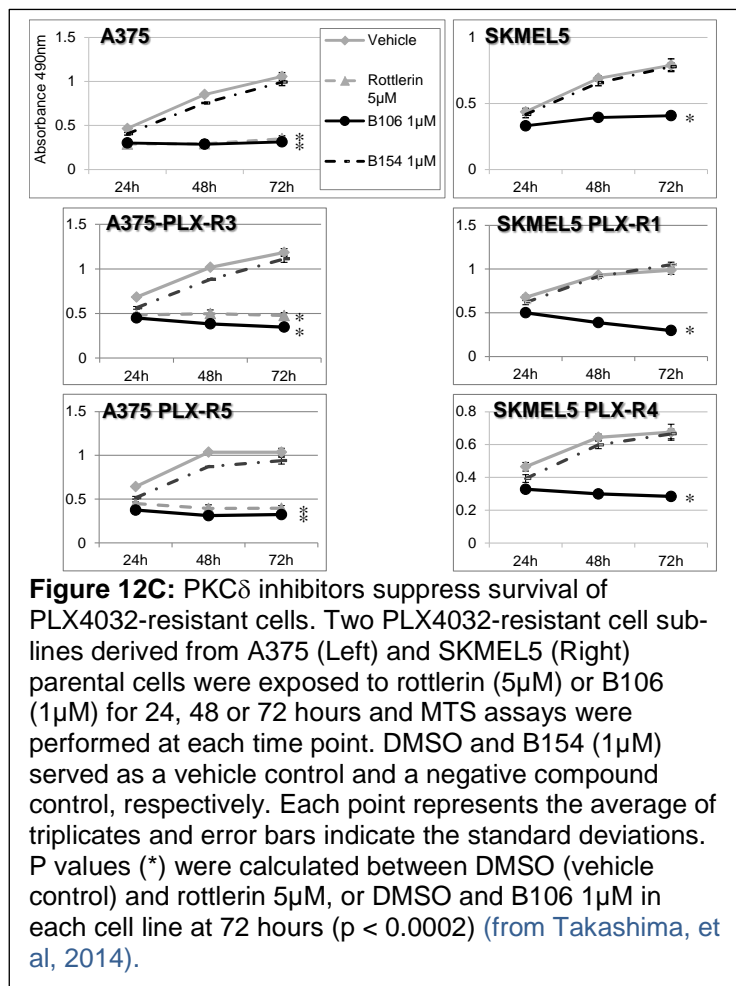 A375
1.5
1
0.5
0
Absorbance 490nm
24h 48h 72h
*
*
Vehicle
Rottlerin
5µM
B106 1µM
B154 1µM
SKMEL5
1
0.5
0
24h 48h 72h
*
A375-PLX-R3
1.5
1
0.5
0
24h 48h 72h
*
*
SKMEL5 PLX-R1
1.5
1
0.5
0
24h 48h 72h
*
A375 PLX-R5
1.5
1
0.5
0
24h 48h 72h
*
*
SKMEL5 PLX-R4
0.8
0.6
0.4
0.2
0
24h 48h 72h
*
Figure 12C: PKCδ inhibitors suppress survival of
PLX4032-resistant cells. Two PLX4032-resistant cell sub-
lines derived from A375 (Left) and SKMEL5 (Right)
parental cells were exposed to rottlerin (5µM) or B106
(1µM) for 24, 48 or 72 hours and MTS assays were
performed at each time point. DMSO and B154 (1µM)
served as a vehicle control and a negative compound
control, respectively. Each point represents the average of
triplicates and error bars indicate the standard deviations.
P values (*) were calculated between DMSO (vehicle
control) and rottlerin 5µM, or DMSO and B106 1µM in
each cell line at 72 hours (p < 0.0002) (from Takashima, et
al, 2014).